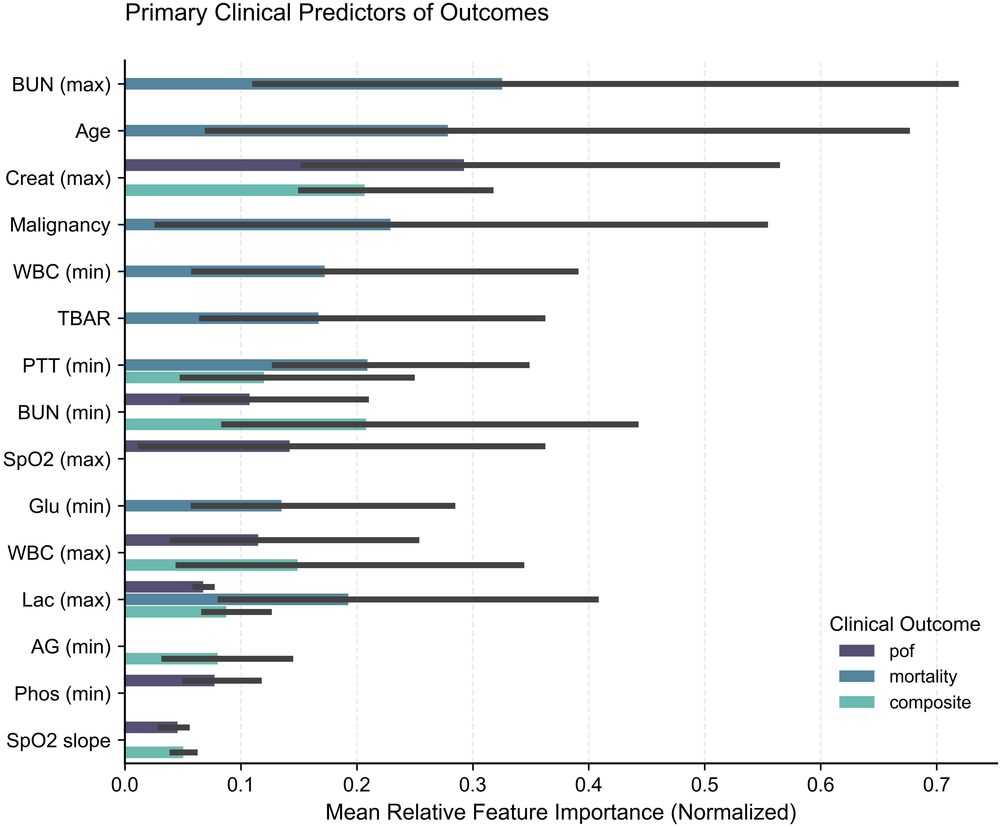 Primary Clinical Predictors of Outcomes
BUN (max)
Age
Creat (max)
Malignancy
WBC (min)
TBAR
PTT (min)
BUN (min)
SpO2 (max)
Glu (min)
WBC (max)
Lac (max)
AG (min)
Phos (min)
SpO2 slope
Clinical Outcome
pof
mortality
composite
0.0 0.1 0.2 0.3 0.4 0.5 0.6 0.7
Mean Relative Feature Importance (Normalized)